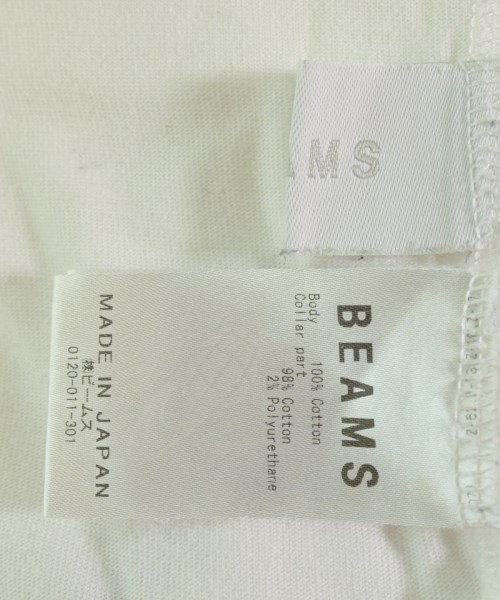 AMS
BEAMS
Body 100% Cotton
Collar part
98% Cotton
2% Polyurethane
MADE IN JAPAN
㈱ビームス
0120-011-301